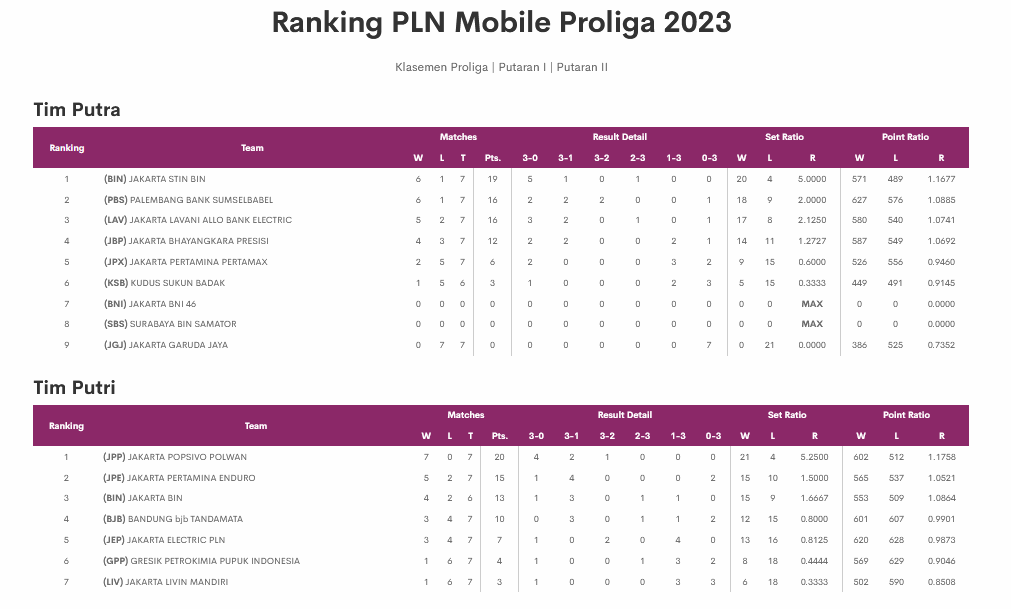 Ranking PLN Mobile Proliga 2023
Klasemen Proliga | Putaran I | Putaran II
Tim Putra
Ranking Team Matches Result Detail Set Ratio Point Ratio
W L T Pts. 3-0 3-1 3-2 2-3 1-3 0-3 W L R W L R
1 (BIN) JAKARTA STIN BIN 6 1 7 19 5 1 0 1 0 0 20 4 5.0000 571 489 1.1677
2 (PBS) PALEMBANG BANK SUMSELBABEL 6 1 7 16 2 2 2 0 0 1 18 9 2.0000 627 576 1.0885
3 (LAV) JAKARTA LAVANI ALLO BANK ELECTRIC 5 2 7 16 3 2 0 1 0 1 17 8 2.1250 580 540 1.0741
4 (JBP) JAKARTA BHAYANGKARA PRESISI 4 3 7 12 2 2 0 0 2 1 14 11 1.2727 587 549 1.0692
5 (JPX) JAKARTA PERTAMINA PERTAMAX 2 5 7 6 2 0 0 0 3 2 9 15 0.6000 526 556 0.9460
6 (KSB) KUDUS SUKUN BADAK 1 5 6 3 1 0 0 0 2 3 5 15 0.3333 449 491 0.9145
7 (BNI) JAKARTA BNI 46 0 0 0 0 0 0 0 0 0 0 0 0 MAX 0 0 0.0000
8 (SBS) SURABAYA BIN SAMATOR 0 0 0 0 0 0 0 0 0 0 0 0 MAX 0 0 0.0000
9 (JGJ) JAKARTA GARUDA JAYA 0 7 7 0 0 0 0 0 0 7 0 21 0.0000 386 525 0.7352
Tim Putri
Ranking Team Matches Result Detail Set Ratio Point Ratio
W L T Pts. 3-0 3-1 3-2 2-3 1-3 0-3 W L R W L R
1 (JPP) JAKARTA POPSIVO POLWAN 7 0 7 20 4 2 1 0 0 0 21 4 5.2500 602 512 1.1758
2 (JPE) JAKARTA PERTAMINA ENDURO 5 2 7 15 1 4 0 0 0 2 15 10 1.5000 565 537 1.0521
3 (BIN) JAKARTA BIN 4 2 6 13 1 3 0 1 1 0 15 9 1.6667 553 509 1.0864
4 (BJB) BANDUNG bjb TANDAMATA 3 4 7 10 0 3 0 1 1 2 12 15 0.8000 601 607 0.9901
5 (JEP) JAKARTA ELECTRIC PLN 3 4 7 7 1 0 2 0 4 0 13 16 0.8125 620 628 0.9873
6 (GPP) GRESIK PETROKIMIA PUPUK INDONESIA 1 6 7 4 1 0 0 1 3 2 8 18 0.4444 569 629 0.9046
7 (LIV) JAKARTA LIVIN MANDIRI 1 6 7 3 1 0 0 0 3 3 6 18 0.3333 502 590 0.8508